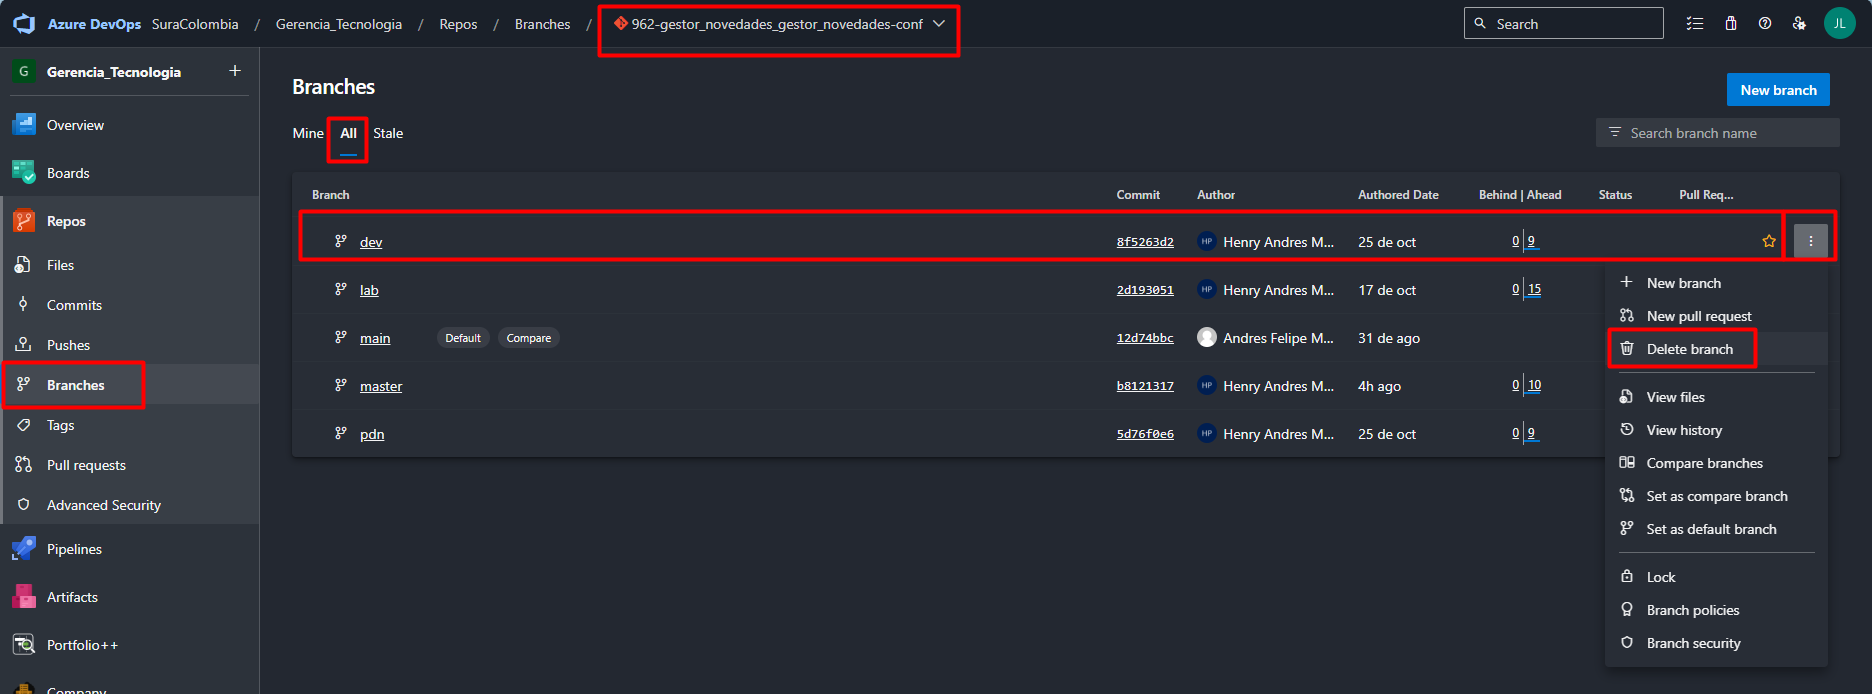 Azure DevOps SuraColombia / Gerencia_Tecnologia / Repos / Branches / 962-gestor_novedades_gestor_novedades-conf
Search
JL
G Gerencia_Tecnologia +
Overview
Boards
Repos
Files
Commits
Pushes
Branches
Tags
Pull requests
Advanced Security
Pipelines
Artifacts
Portfolio++
Company
Branches
New branch
Mine All Stale
Search branch name
Branch Commit Author Authored Date Behind | Ahead Status Pull Req...
dev 8f5263d2 HP Henry Andres M... 25 de oct 0 9
lab 2d193051 HP Henry Andres M... 17 de oct 0 15
main Default Compare 12d74bbc Andres Felipe M... 31 de ago
master b8121317 HP Henry Andres M... 4h ago 0 10
pdn 5d76f0e6 HP Henry Andres M... 25 de oct 0 9
New branch
New pull request
Delete branch
View files
View history
Compare branches
Set as compare branch
Set as default branch
Lock
Branch policies
Branch security